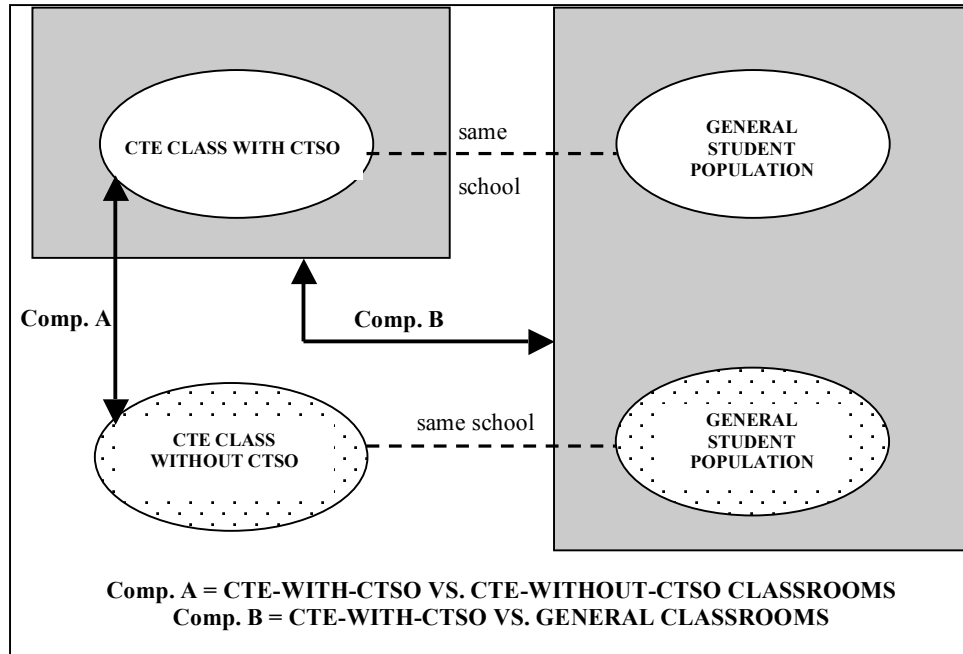 CTE CLASS WITH CTSO
same
school
GENERAL
STUDENT
POPULATION
Comp. A
Comp. B
CTE CLASS
WITHOUT CTSO
same school
GENERAL
STUDENT
POPULATION
Comp. A = CTE-WITH-CTSO VS. CTE-WITHOUT-CTSO CLASSROOMS
Comp. B = CTE-WITH-CTSO VS. GENERAL CLASSROOMS